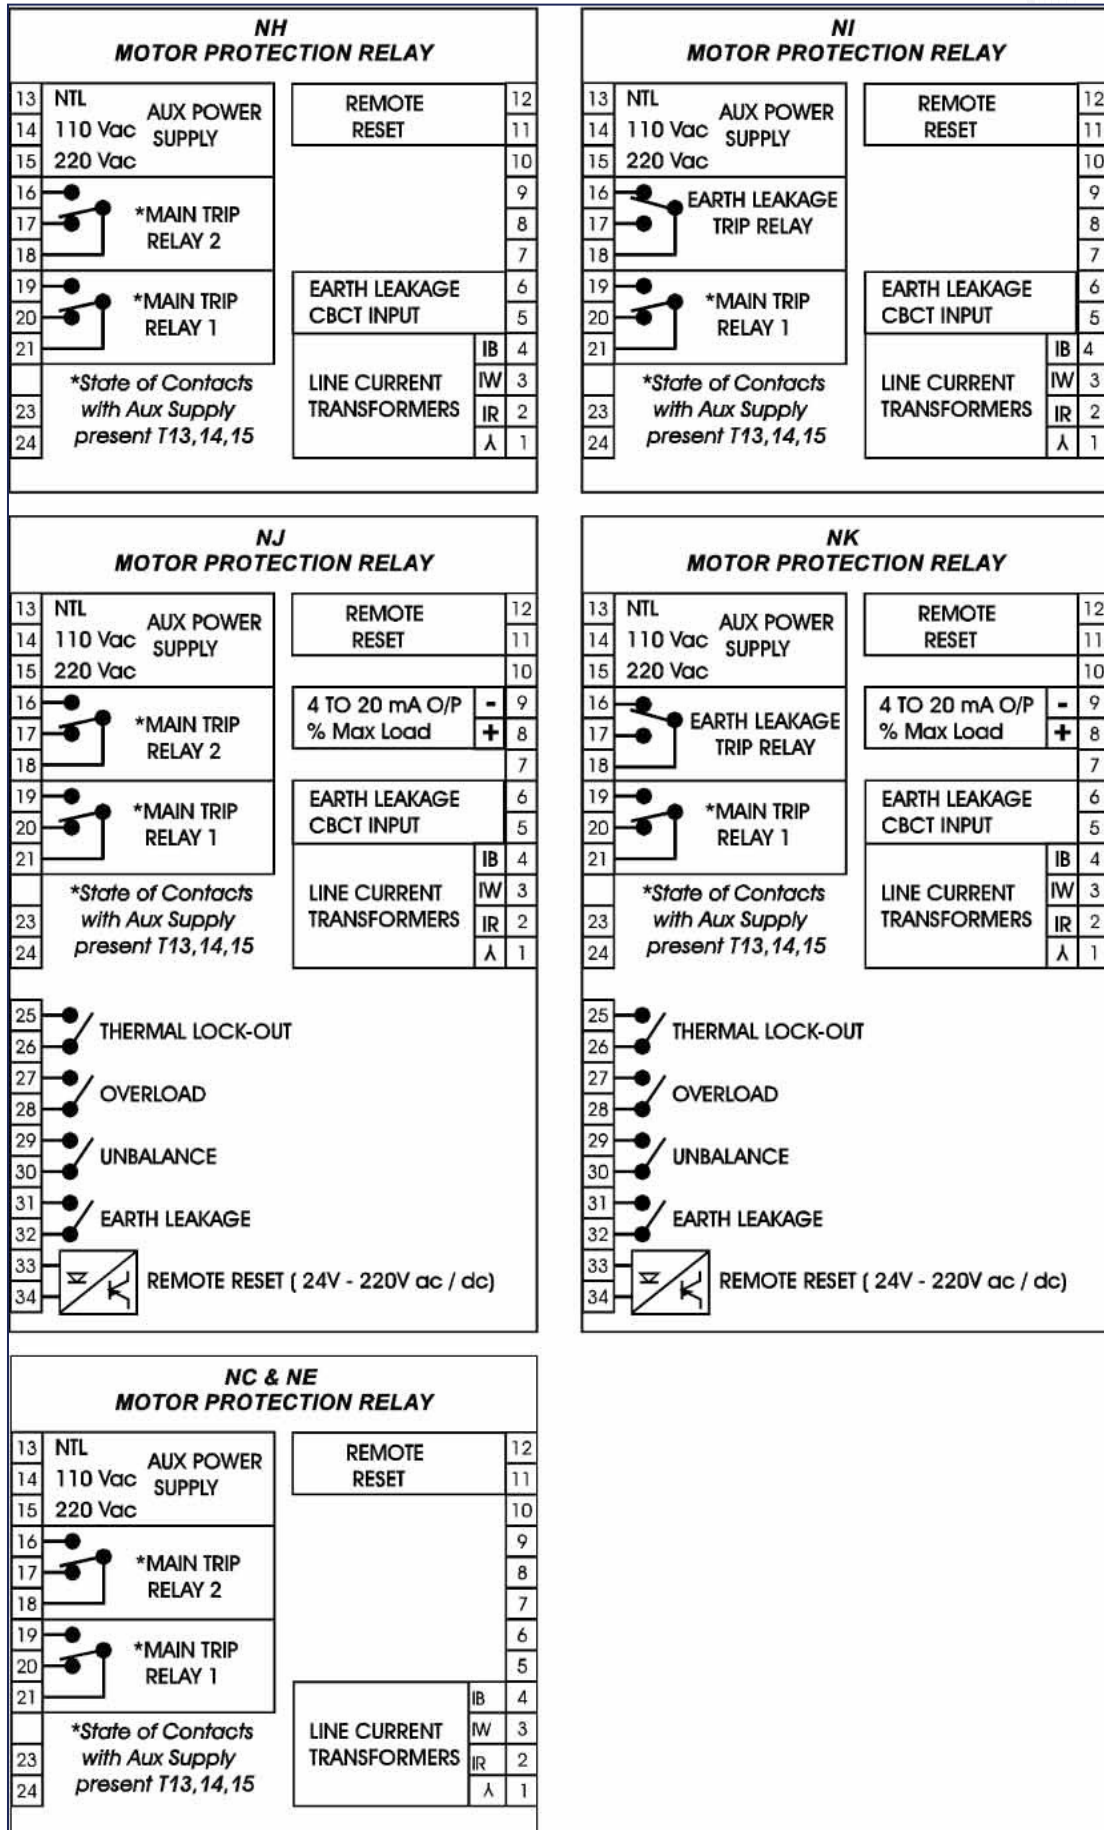 NH
MOTOR PROTECTION RELAY
13 NTL
14 110 Vac
15 220 Vac
AUX POWER
SUPPLY
16
17
18
*MAIN TRIP
RELAY 2
19
20
21
*MAIN TRIP
RELAY 1
23
24
*State of Contacts
with Aux Supply
present T13,14,15
REMOTE
RESET
12
11
10
9
8
7
EARTH LEAKAGE
CBCT INPUT
6
5
LINE CURRENT
TRANSFORMERS
IB 4
IW 3
IR 2
⅄ 1
NI
MOTOR PROTECTION RELAY
13 NTL
14 110 Vac
15 220 Vac
AUX POWER
SUPPLY
16
17
18
EARTH LEAKAGE
TRIP RELAY
19
20
21
*MAIN TRIP
RELAY 1
23
24
*State of Contacts
with Aux Supply
present T13,14,15
REMOTE
RESET
12
11
10
9
8
7
EARTH LEAKAGE
CBCT INPUT
6
5
LINE CURRENT
TRANSFORMERS
IB 4
IW 3
IR 2
⅄ 1
NJ
MOTOR PROTECTION RELAY
13 NTL
14 110 Vac
15 220 Vac
AUX POWER
SUPPLY
16
17
18
*MAIN TRIP
RELAY 2
19
20
21
*MAIN TRIP
RELAY 1
23
24
*State of Contacts
with Aux Supply
present T13,14,15
REMOTE
RESET
12
11
10
4 TO 20 mA O/P - 9
% Max Load + 8
7
EARTH LEAKAGE
CBCT INPUT
6
5
LINE CURRENT
TRANSFORMERS
IB 4
IW 3
IR 2
⅄ 1
25
26
THERMAL LOCK-OUT
27
28
OVERLOAD
29
30
UNBALANCE
31
32
EARTH LEAKAGE
33
34
REMOTE RESET ( 24V - 220V ac / dc)
NK
MOTOR PROTECTION RELAY
13 NTL
14 110 Vac
15 220 Vac
AUX POWER
SUPPLY
16
17
18
EARTH LEAKAGE
TRIP RELAY
19
20
21
*MAIN TRIP
RELAY 1
23
24
*State of Contacts
with Aux Supply
present T13,14,15
REMOTE
RESET
12
11
10
4 TO 20 mA O/P - 9
% Max Load + 8
7
EARTH LEAKAGE
CBCT INPUT
6
5
LINE CURRENT
TRANSFORMERS
IB 4
IW 3
IR 2
⅄ 1
25
26
THERMAL LOCK-OUT
27
28
OVERLOAD
29
30
UNBALANCE
31
32
EARTH LEAKAGE
33
34
REMOTE RESET ( 24V - 220V ac / dc)
NC & NE
MOTOR PROTECTION RELAY
13 NTL
14 110 Vac
15 220 Vac
AUX POWER
SUPPLY
16
17
18
*MAIN TRIP
RELAY 2
19
20
21
*MAIN TRIP
RELAY 1
23
24
*State of Contacts
with Aux Supply
present T13,14,15
REMOTE
RESET
12
11
10
9
8
7
6
5
LINE CURRENT
TRANSFORMERS
IB 4
IW 3
IR 2
⅄ 1